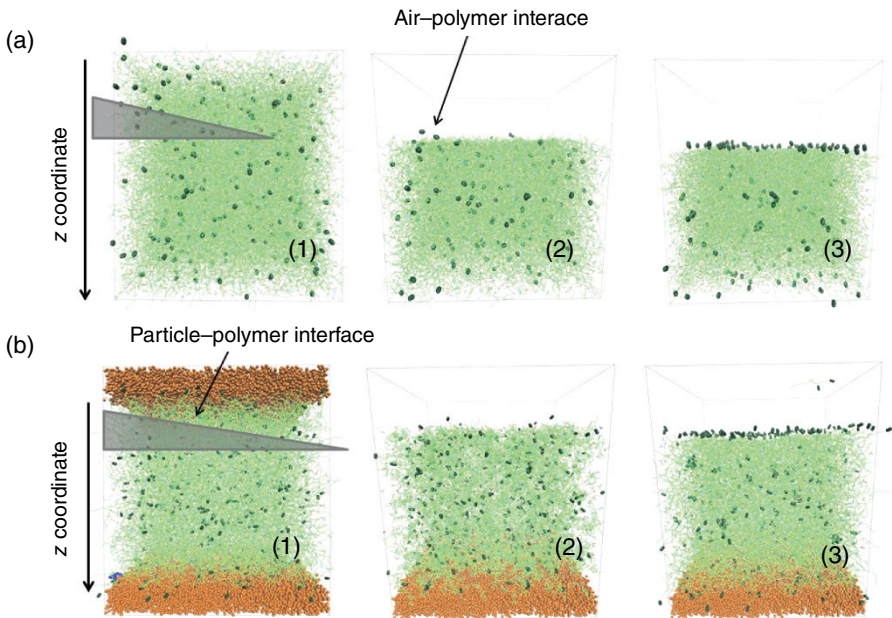 (a)
Air–polymer interace
z coordinate
(1)
(2)
(3)
(b)
Particle–polymer interface
z coordinate
(1)
(2)
(3)